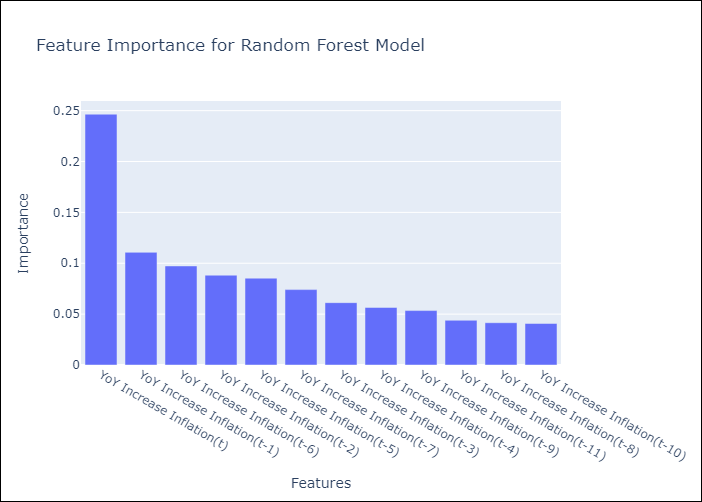 Feature Importance for Random Forest Model
0.25
0.2
0.15
0.1
0.05
0
Importance
YoY Increase Inflation(t)
YoY Increase Inflation(t-1)
YoY Increase Inflation(t-6)
YoY Increase Inflation(t-2)
YoY Increase Inflation(t-5)
YoY Increase Inflation(t-7)
YoY Increase Inflation(t-3)
YoY Increase Inflation(t-4)
YoY Increase Inflation(t-9)
YoY Increase Inflation(t-11)
YoY Increase Inflation(t-8)
YoY Increase Inflation(t-10)
Features